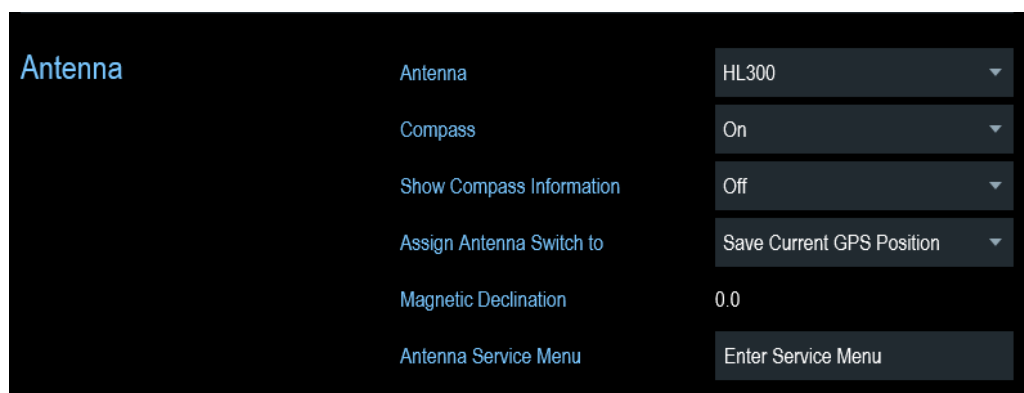 Antenna
Antenna HL300
Compass On
Show Compass Information Off
Assign Antenna Switch to Save Current GPS Position
Magnetic Declination 0.0
Antenna Service Menu Enter Service Menu